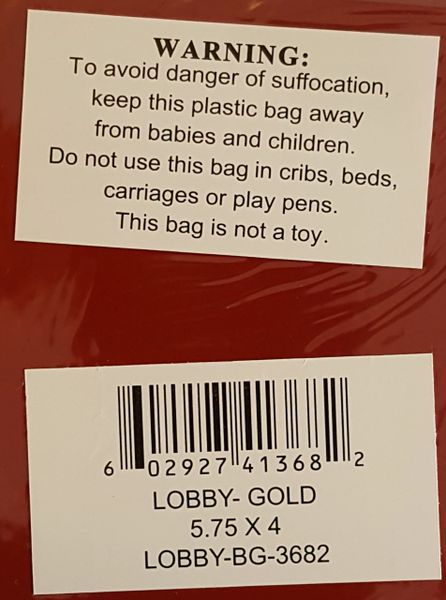 WARNING:
To avoid danger of suffocation,
keep this plastic bag away
from babies and children.
Do not use this bag in cribs, beds,
carriages or play pens.
This bag is not a toy.
6 02927 41368 2
LOBBY- GOLD
5.75 X 4
LOBBY-BG-3682